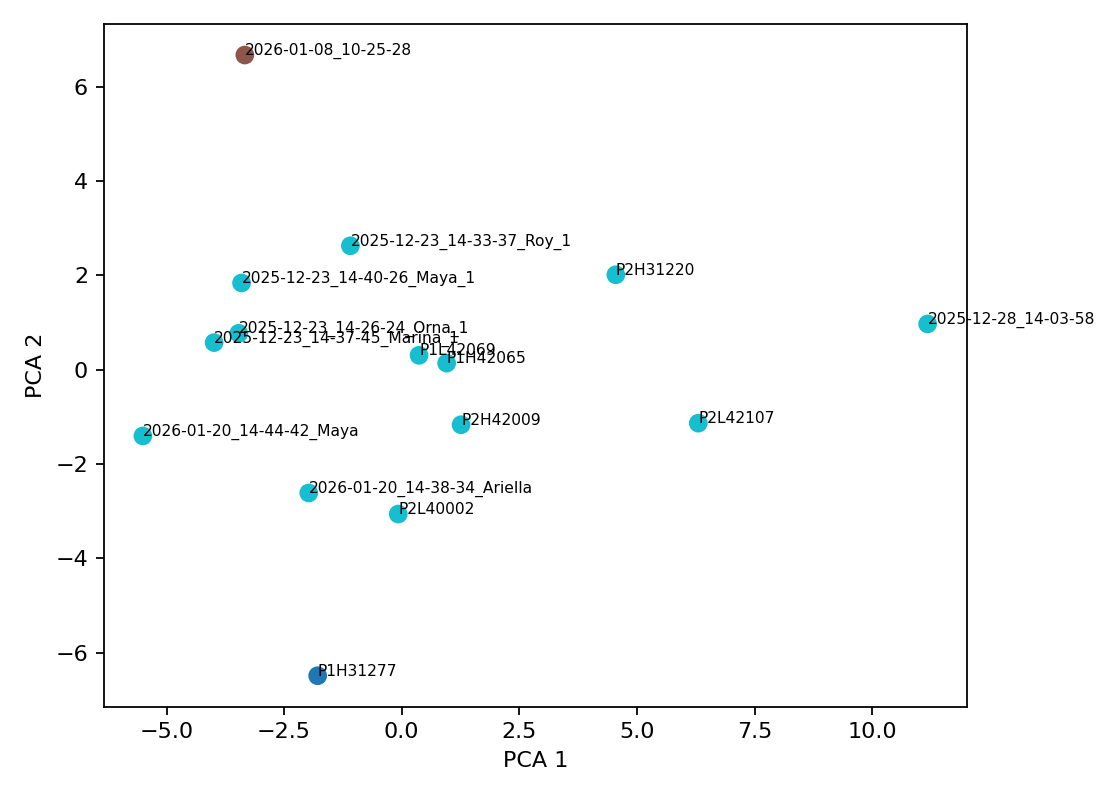 2026-01-08_10-25-28
6
4
2025-12-23_14-33-37_Roy_1
2
P2H31220
2025-12-23_14-40-26_Maya_1
2025-12-28_14-03-58
2025-12-23_14-26-24_Orna_1
2025-12-23_14-37-45_Marina_1
P1L42069
P1H42065
0
PCA 2
P2H42009
P2L42107
2026-01-20_14-44-42_Maya
−2
2026-01-20_14-38-34_Ariella
P2L40002
−4
−6
P1H31277
−5.0
−2.5
0.0
2.5
5.0
7.5
10.0
PCA 1